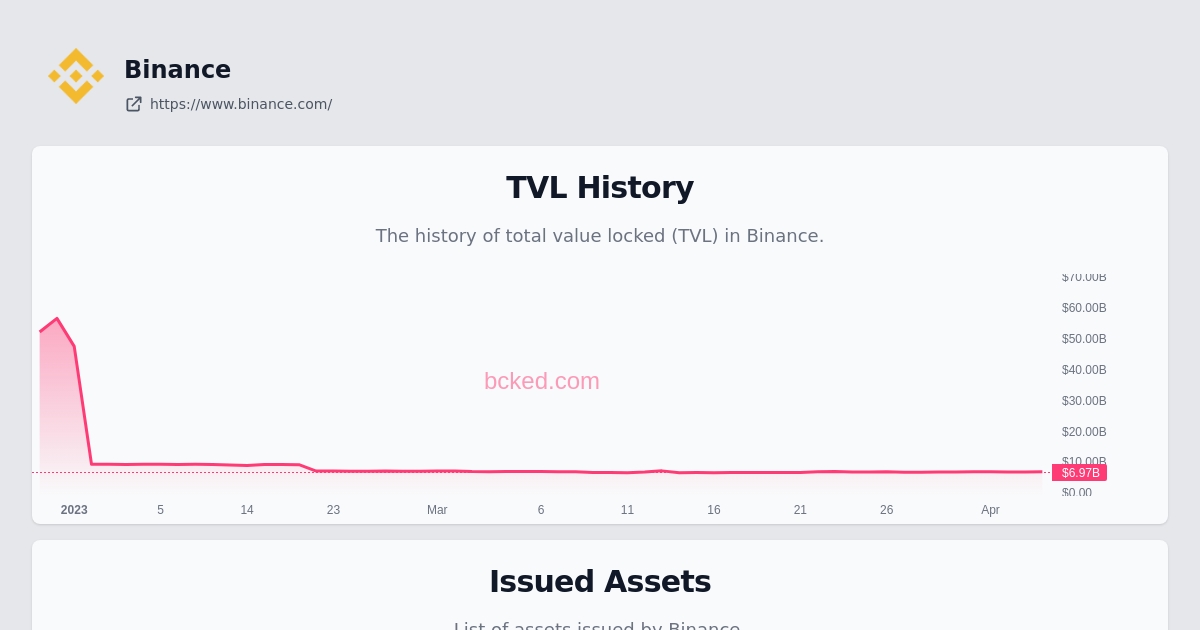 Binance
https://www.binance.com/
TVL History
The history of total value locked (TVL) in Binance.
$70.00B
$60.00B
$50.00B
$40.00B
$30.00B
$20.00B
$10.00B
$6.97B
$0.00
bcked.com
2023 5 14 23 Mar 6 11 16 21 26 Apr
Issued Assets
List of assets issued by Binance.